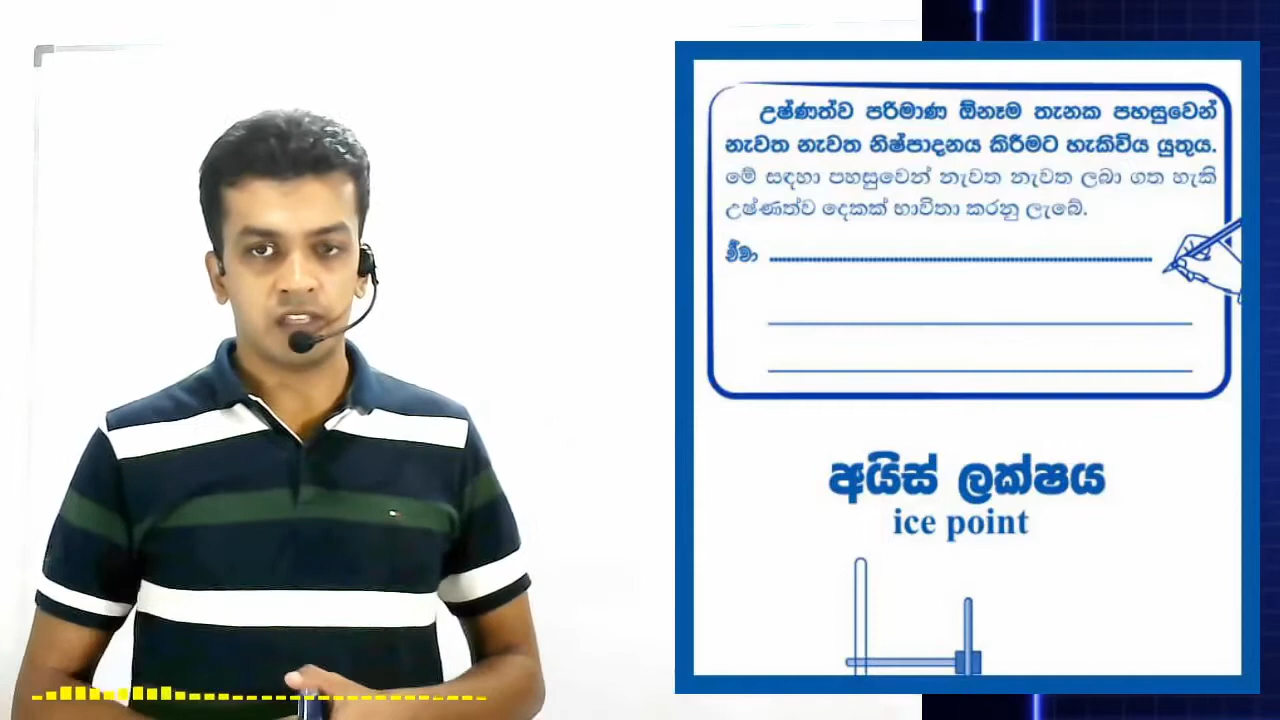 උෂ්ණත්ව පරිමාණ ඕනෑම තැනක පහසුවෙන්
නැවත නැවත නිෂ්පාදනය කිරීමට හැකිවිය යුතුය.
මේ සඳහා පහසුවෙන් නැවත නැවත ලබා ගත හැකි
උෂ්ණත්ව දෙකක් භාවිතා කරනු ලැබේ.
ඒවා
අයිස් ලක්ෂය
ice point